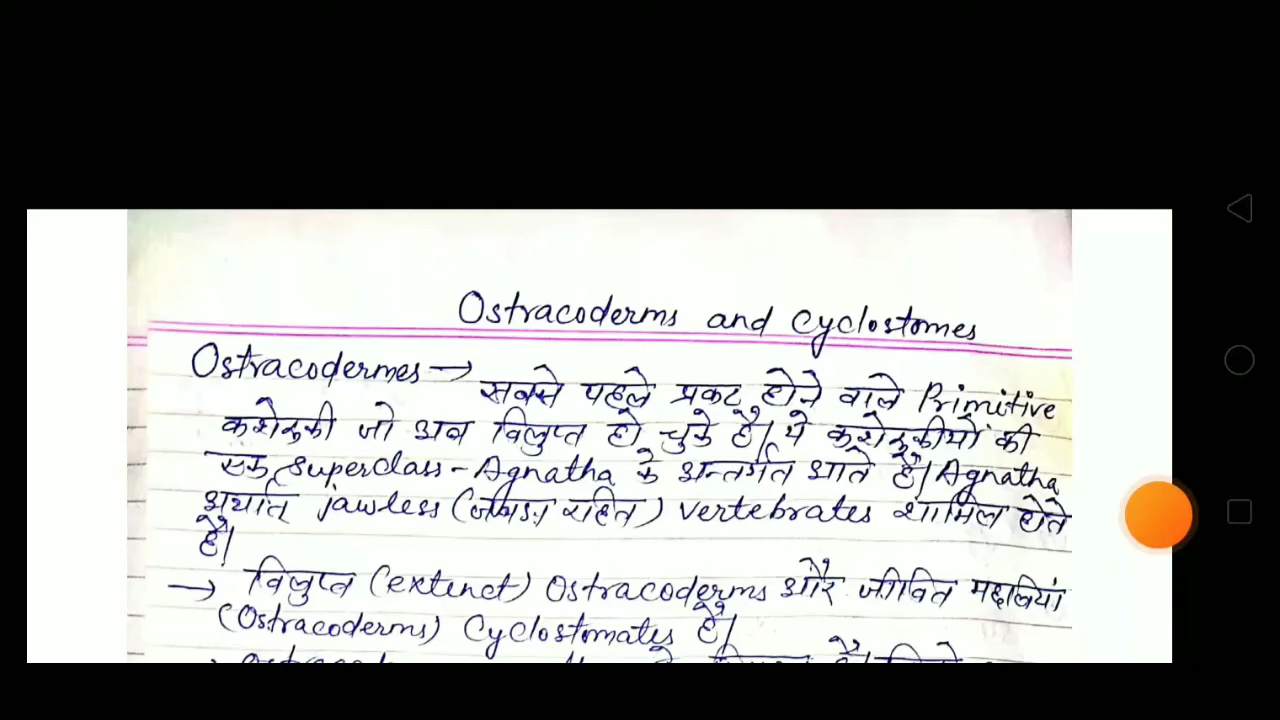 Ostracoderms and Cyclostomes
Ostracodermes → सबसे पहले प्रकट होने वाले Primitive
कशेरुकी जो अब विलुप्त हो चुके है। ये कशेरुकीयों की
एक Superclass - Agnatha के अन्तर्गत आते है। Agnatha
अर्थात jawless (जबड़ा रहित) vertebrates शामिल होते
है।
→ विलुप्त (extinct) Ostracoderms और जीवित मछलियां
(Ostracoderms) Cyclostomates है।